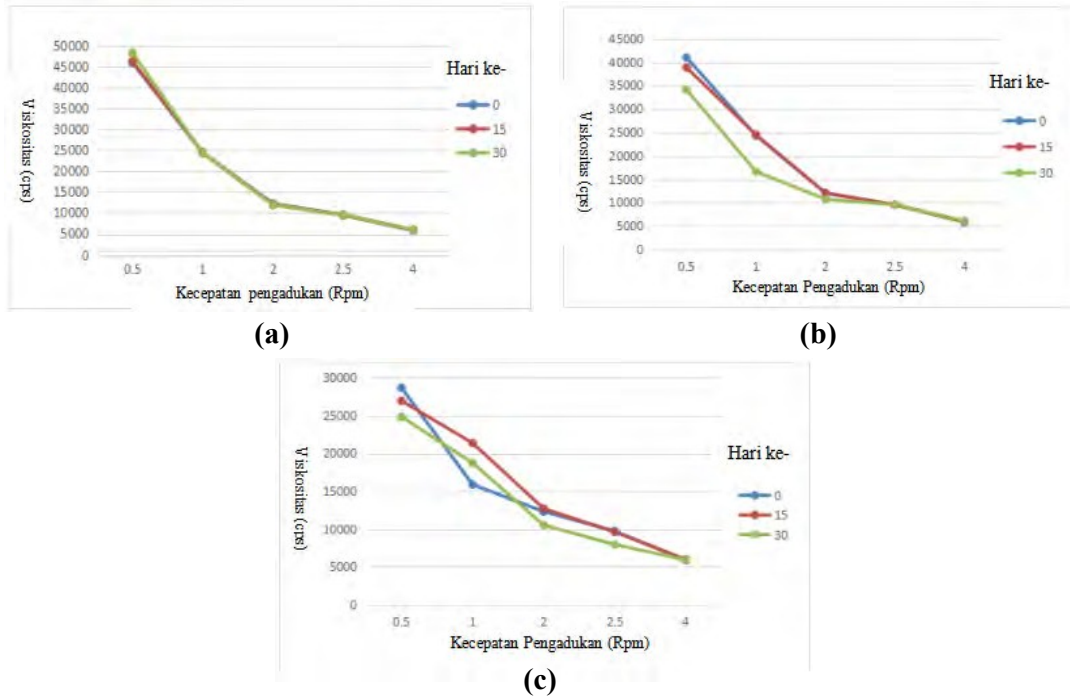 50000
45000
40000
35000
30000
25000
20000
15000
10000
5000
0
Viskositas (cps)
0.5 1 2 2.5 4
Kecepatan pengadukan (Rpm)
Hari ke-
0
15
30
(a)
45000
40000
35000
30000
25000
20000
15000
10000
5000
0
Viskositas (cps)
0.5 1 2 2.5 4
Kecepatan Pengadukan (Rpm)
Hari ke-
0
15
30
(b)
30000
25000
20000
15000
10000
5000
0
Viskositas (cps)
0.5 1 2 2.5 4
Kecepatan Pengadukan (Rpm)
Hari ke-
0
15
30
(c)